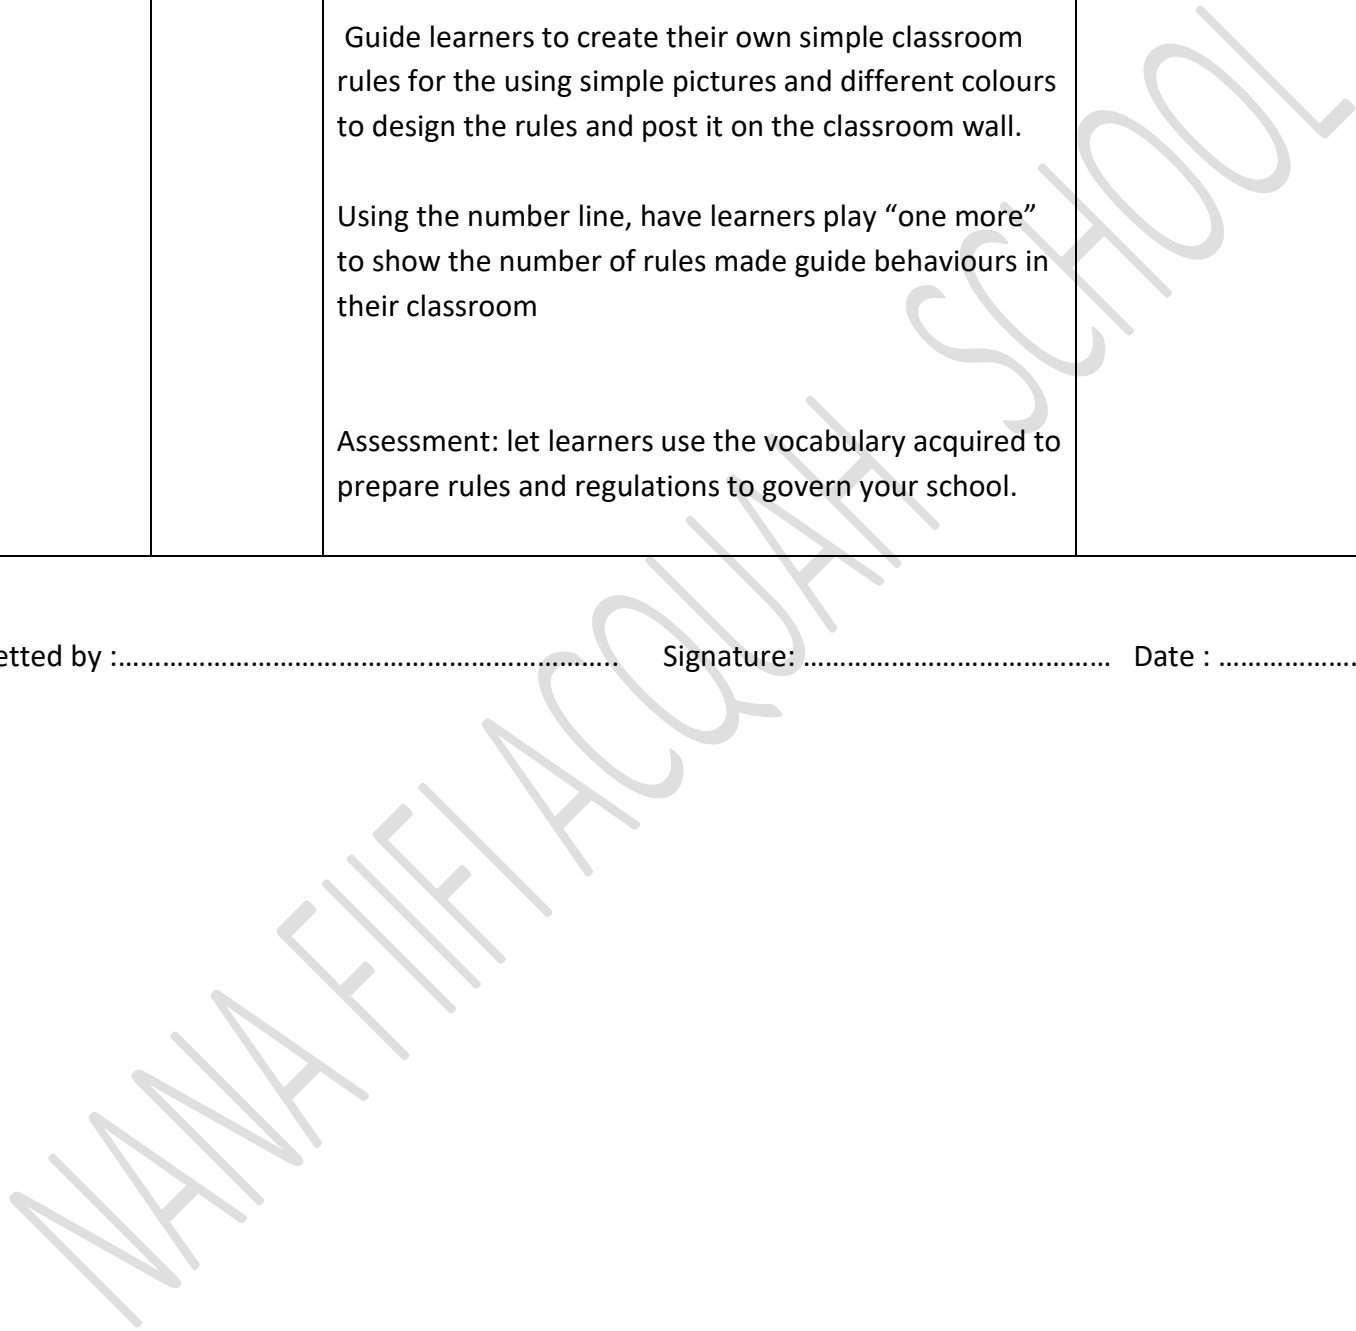 Guide learners to create their own simple classroom
rules for the using simple pictures and different colours
to design the rules and post it on the classroom wall.
Using the number line, have learners play “one more”
to show the number of rules made guide behaviours in
their classroom
Assessment: let learners use the vocabulary acquired to
prepare rules and regulations to govern your school.
etted by :…………………………………………………………….. Signature: …………………………………… Date : ……………….
NANA FIIFI ACQUAH SCHOOL